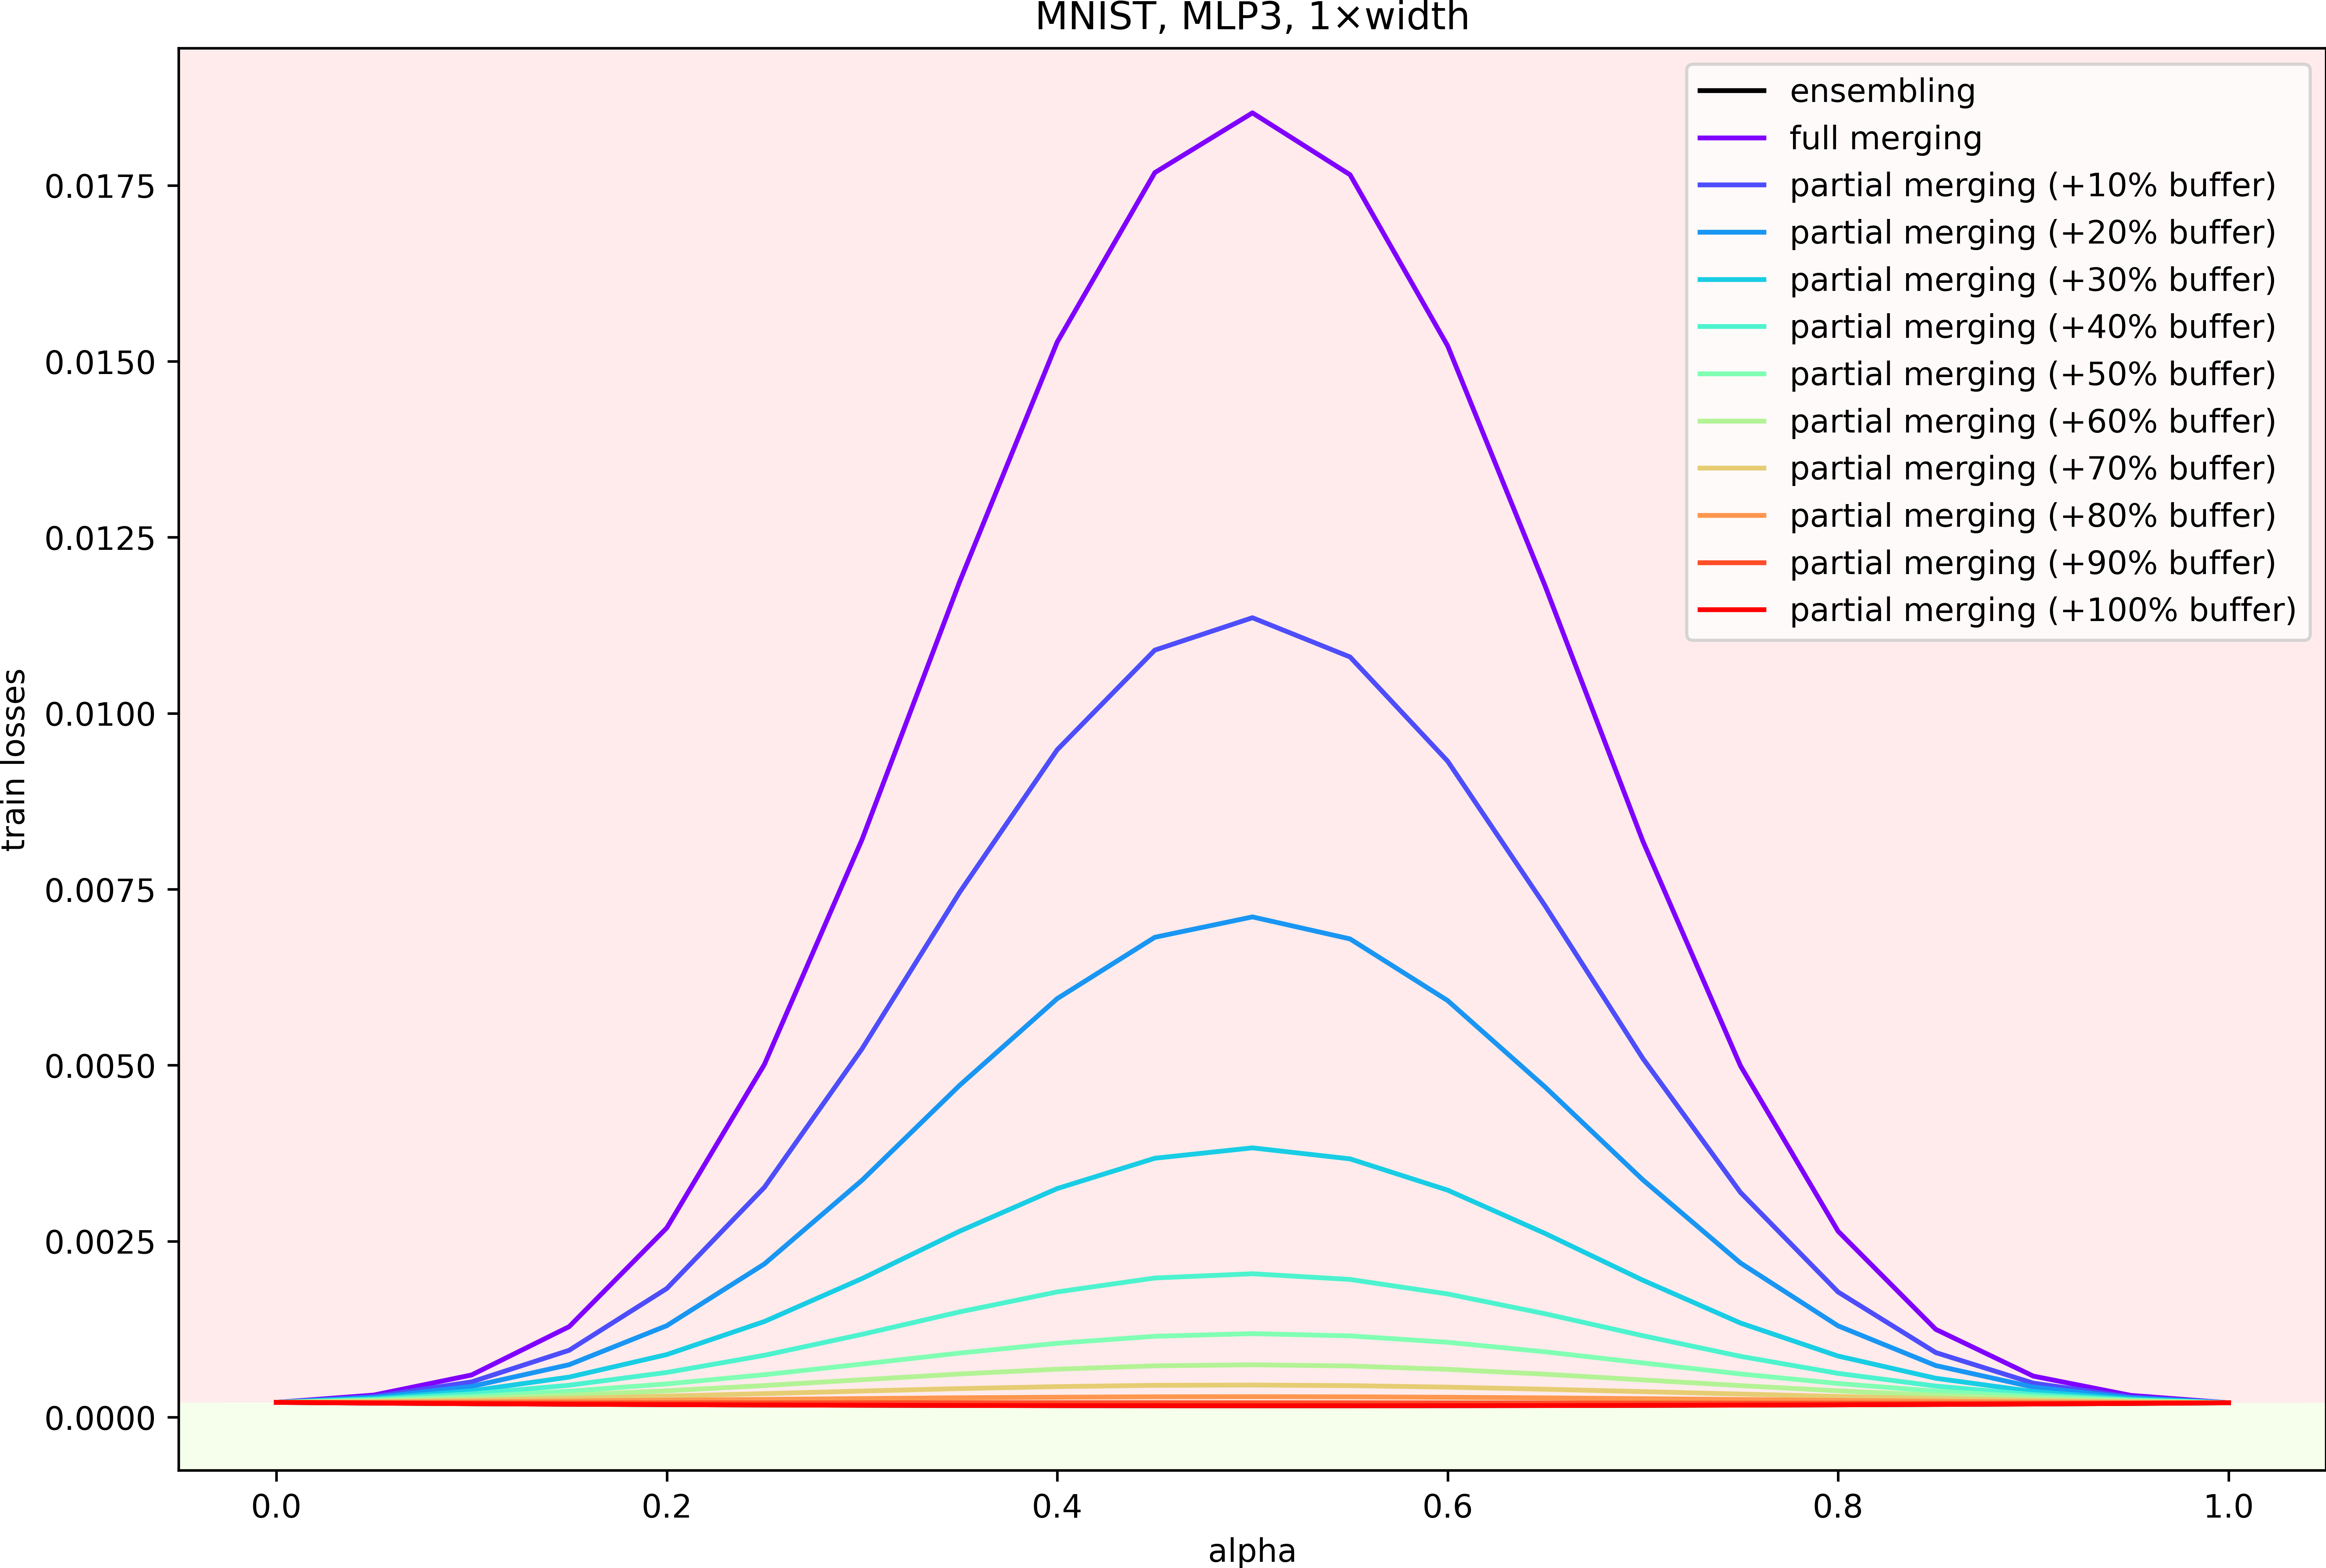 MNIST, MLP3, 1×width
ensembling
full merging
partial merging (+10% buffer)
partial merging (+20% buffer)
partial merging (+30% buffer)
partial merging (+40% buffer)
partial merging (+50% buffer)
partial merging (+60% buffer)
partial merging (+70% buffer)
partial merging (+80% buffer)
partial merging (+90% buffer)
partial merging (+100% buffer)
train losses
0.0175
0.0150
0.0125
0.0100
0.0075
0.0050
0.0025
0.0000
0.0 0.2 0.4 0.6 0.8 1.0
alpha